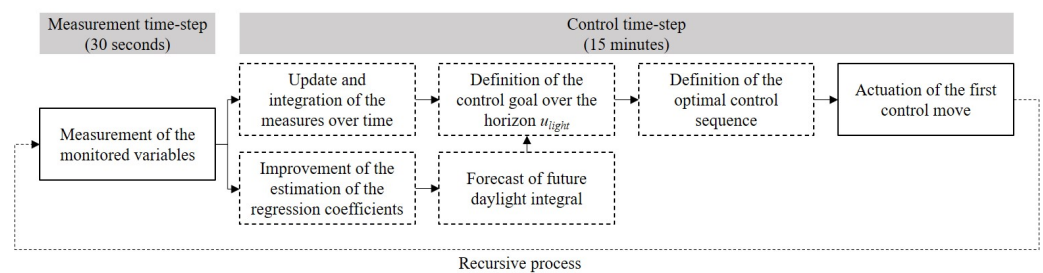 Measurement time-step
(30 seconds)
Control time-step
(15 minutes)
Measurement of the
monitored variables
Update and
integration of the
measures over time
Definition of the
control goal over the
horizon u_light
Definition of the
optimal control
sequence
Actuation of the first
control move
Improvement of the
estimation of the
regression coefficients
Forecast of future
daylight integral
Recursive process